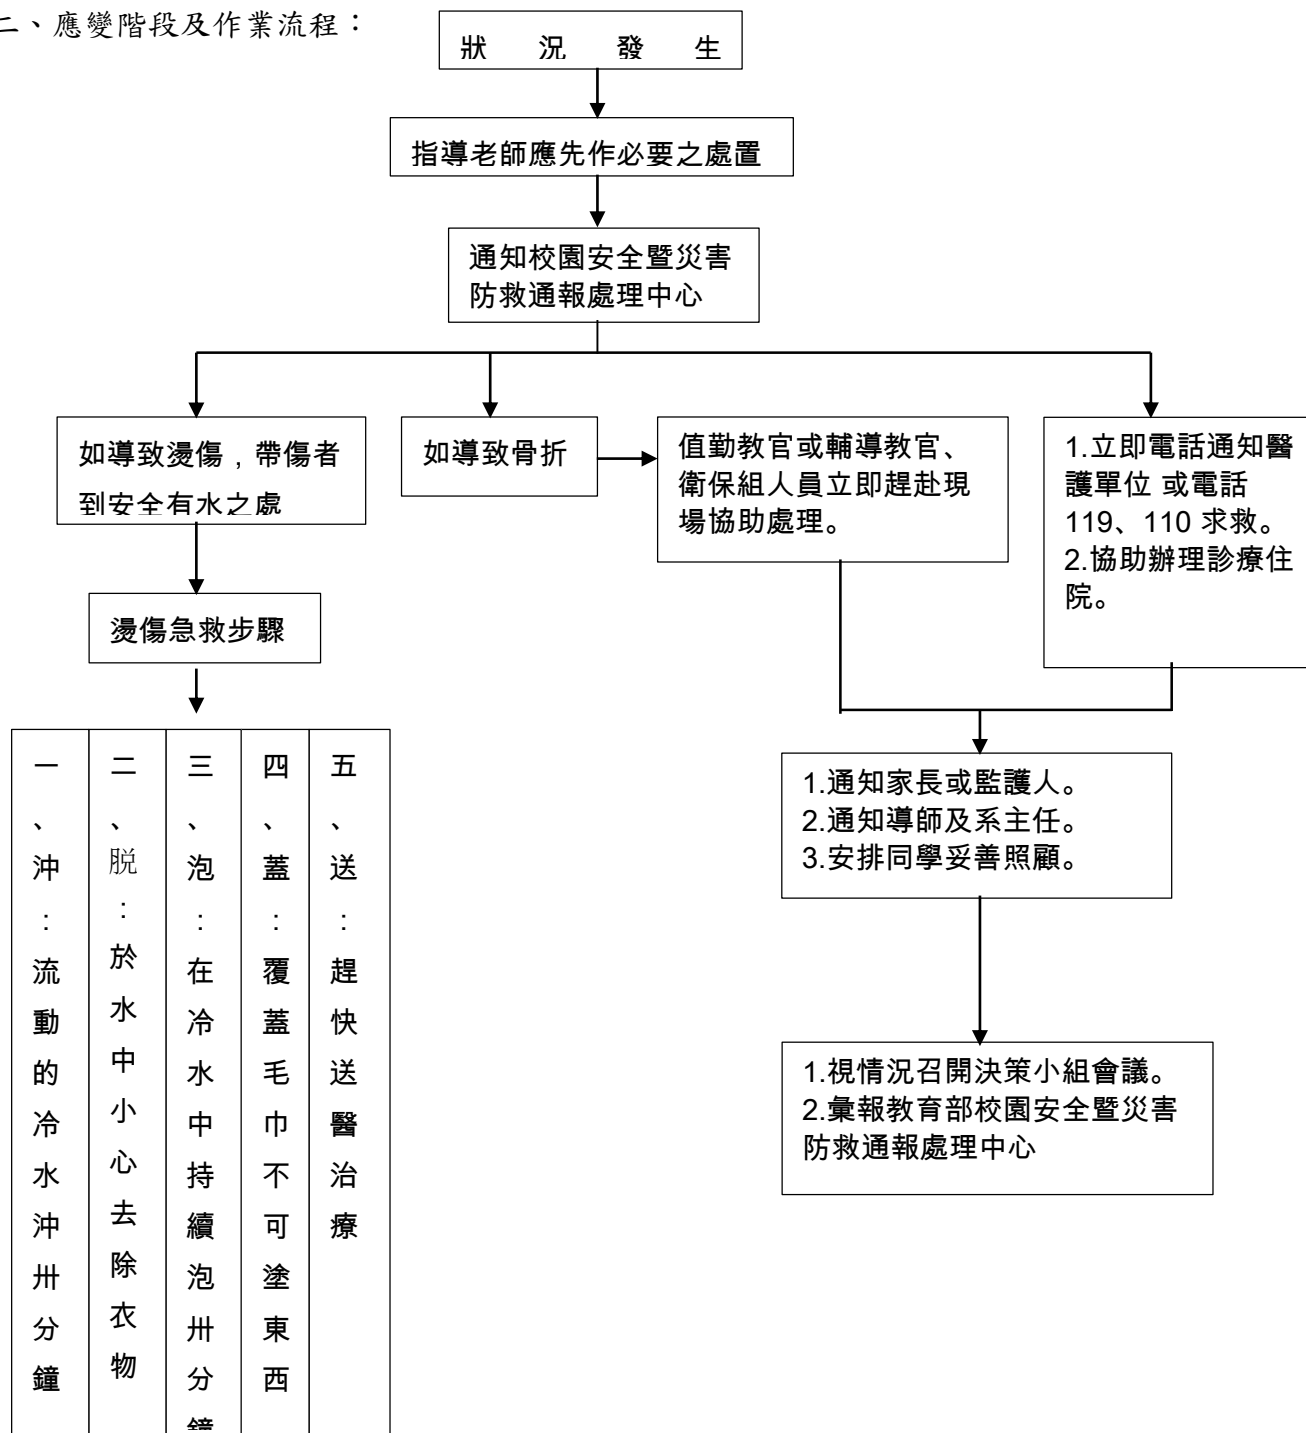 二、應變階段及作業流程：
狀況發生
指導老師應先作必要之處置
通知校園安全暨災害
防救通報處理中心
如導致燙傷，帶傷者
到安全有水之處
如導致骨折
值勤教官或輔導教官、
衛保組人員立即趕赴現
場協助處理。
1.立即電話通知醫
護單位 或電話
119、110 求救。
2.協助辦理診療住
院。
燙傷急救步驟
一、沖：流動的冷水沖卅分鐘
二、脱：於水中小心去除衣物
三、泡：在冷水中持續泡卅分鐘
四、蓋：覆蓋毛巾不可塗東西
五、送：趕快送醫治療
1.通知家長或監護人。
2.通知導師及系主任。
3.安排同學妥善照顧。
1.視情況召開決策小組會議。
2.彙報教育部校園安全暨災害
防救通報處理中心